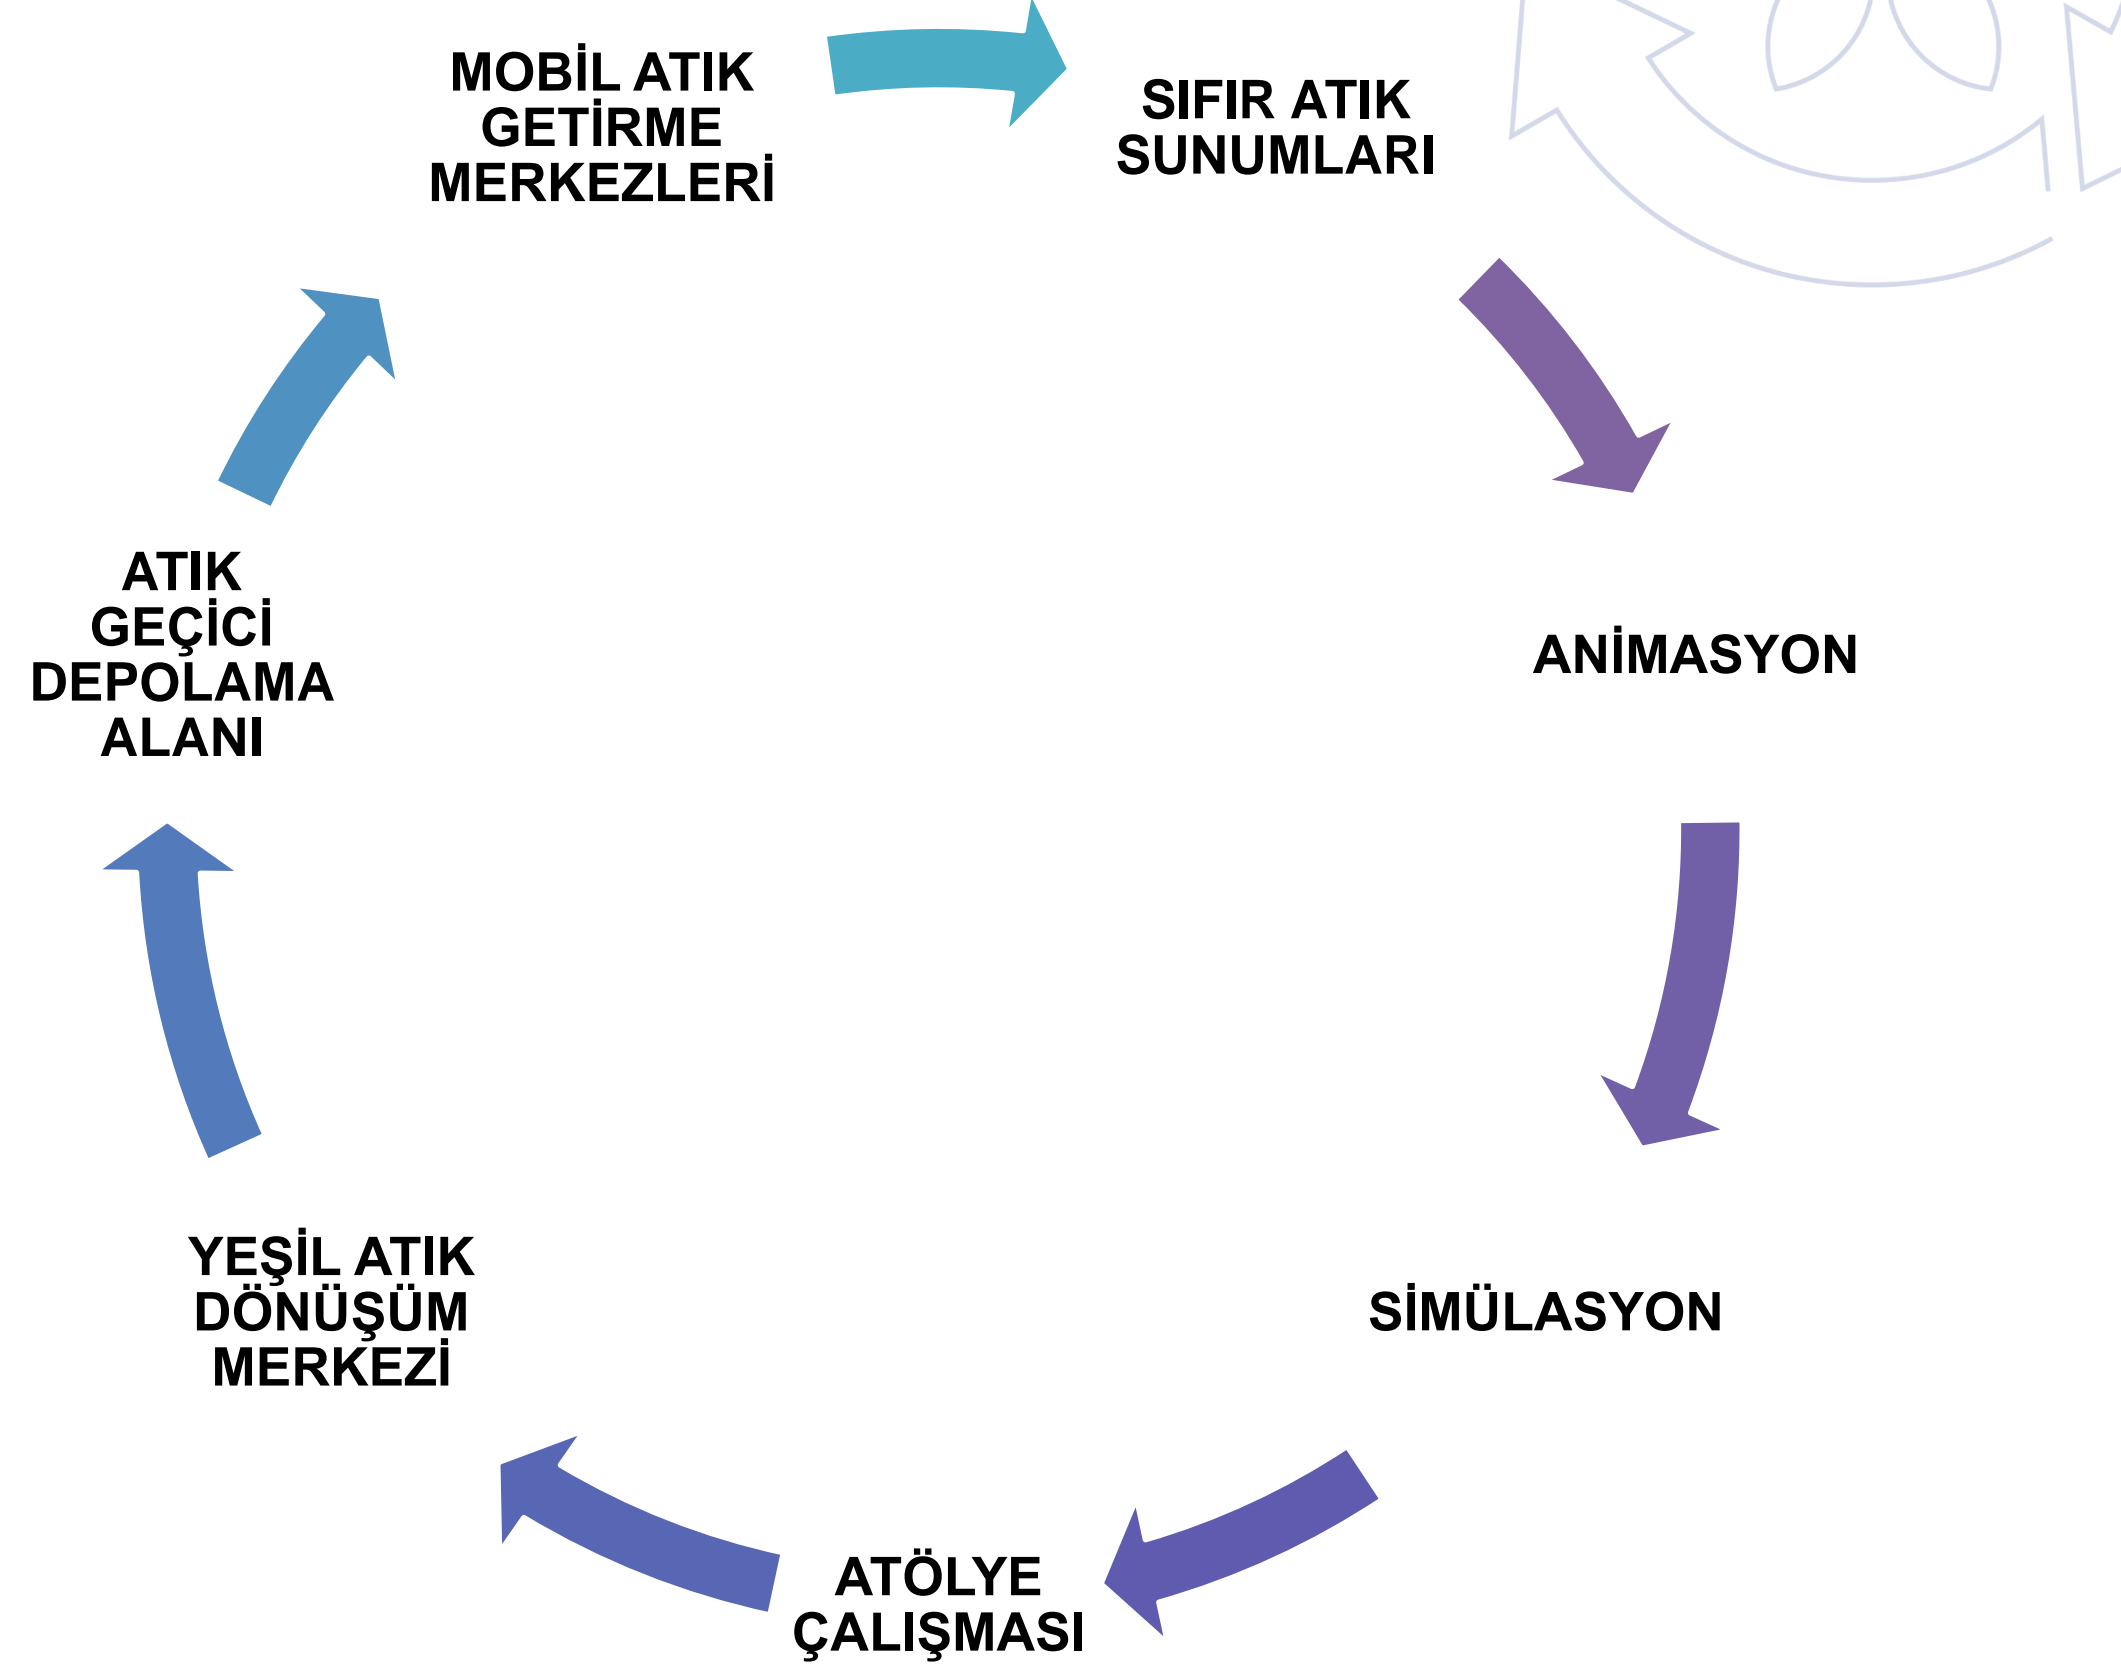 MOBİL ATIK
GETİRME
MERKEZLERİ
SIFIR ATIK
SUNUMLARI
ANİMASYON
SİMÜLASYON
ATÖLYE
ÇALIŞMASI
YEŞİL ATIK
DÖNÜŞÜM
MERKEZİ
ATIK
GEÇİCİ
DEPOLAMA
ALANI